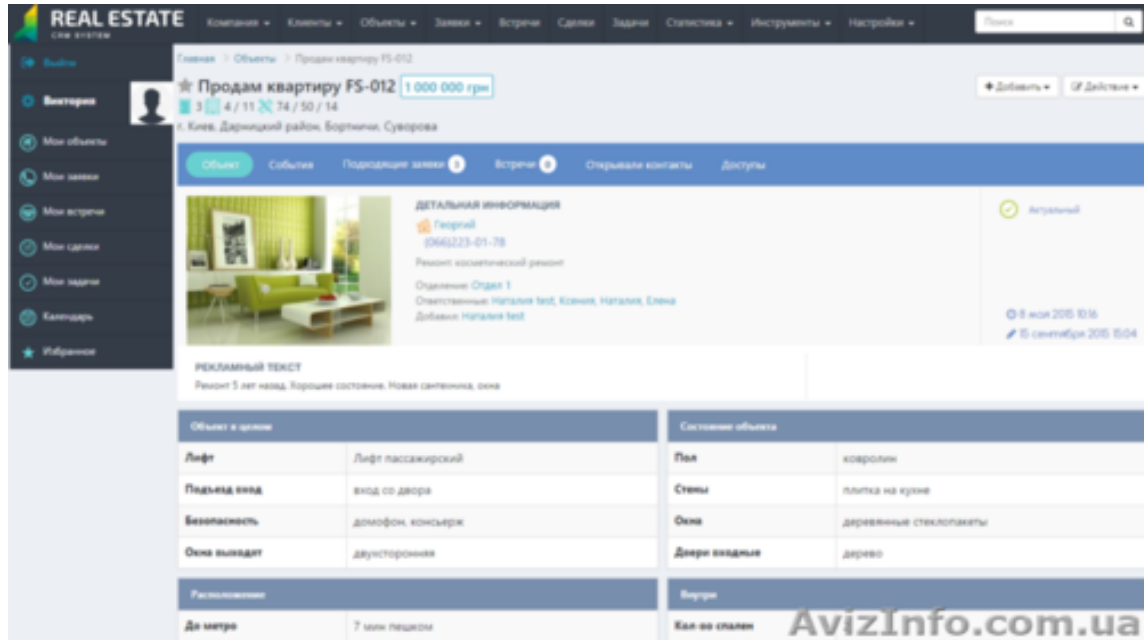 REAL ESTATE
CRM SYSTEM
Компания Клиенты Объекты Заявки Встречи Сделки Задачи Статистика Инструменты Настройки
Поиск
Выйти
Виктория
Мои объекты
Мои заявки
Мои встречи
Мои сделки
Мои задачи
Календарь
Избранное
Главная > Объекты > Продам квартиру FS-012
Продам квартиру FS-012 1 000 000 грн
Добавить Действие
3 4 / 11 74 / 50 / 14
г. Киев, Дарницкий район, Бортничи, Суворова
Объект События Подходящие заявки Встречи 0 Открывали контакты Доступы
ДЕТАЛЬНАЯ ИНФОРМАЦИЯ
Георгий
(066)223-01-78
Ремонт косметический ремонт
Отделение: Отдел 1
Ответственные: Наталия test, Ксения, Наталия, Елена
Добавил: Наталия test
Актуальный
8 июл 2015 10:16
15 сентября 2015 15:04
РЕКЛАМНЫЙ ТЕКСТ
Ремонт 5 лет назад. Хорошее состояние. Новая сантехника, окна
Объект в целом
Лифт Лифт пассажирский
Подъезд вход вход со двора
Безопасность домофон, консьерж
Окна выходят двухсторонняя
Состояние объекта
Пол ковролин
Стены плитка на кухне
Окна деревянные стеклопакеты
Двери входные дерево
Расположение
До метро 7 мин пешком
Внутри
Кол-во спален
AvizInfo.com.ua